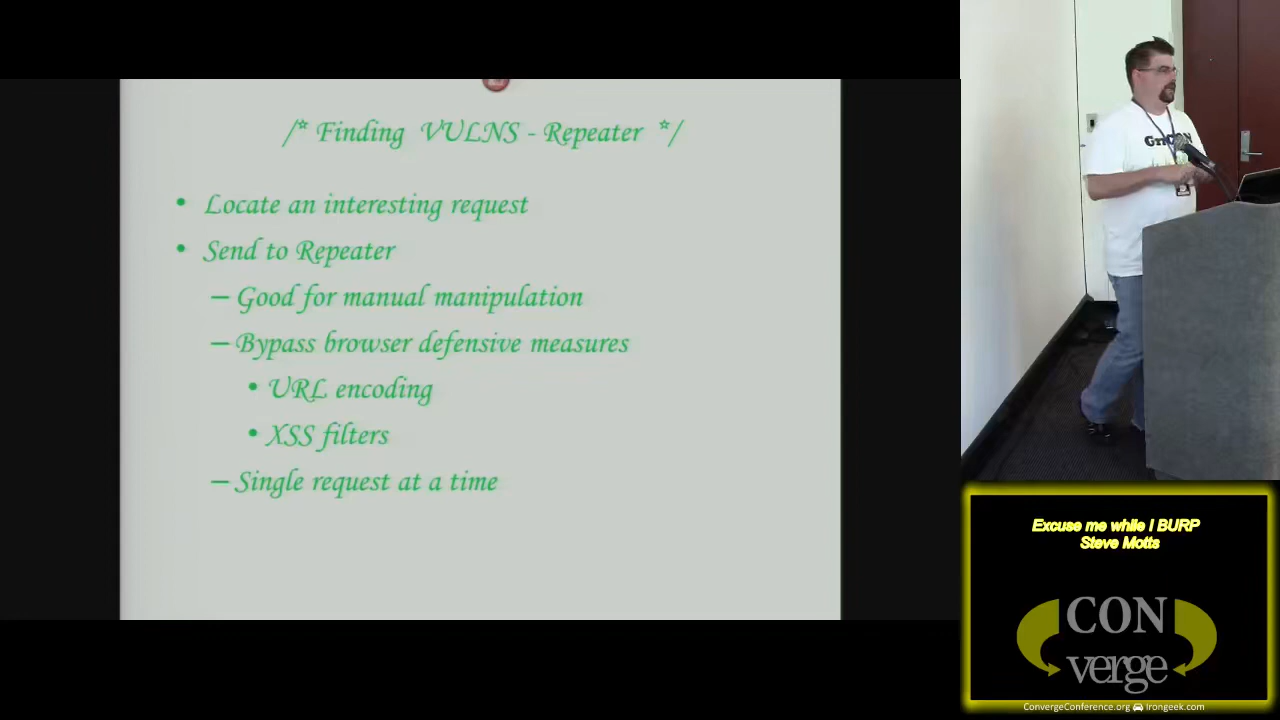 /* Finding VULNS - Repeater */
• Locate an interesting request
• Send to Repeater
– Good for manual manipulation
– Bypass browser defensive measures
• URL encoding
• XSS filters
– Single request at a time
Excuse me while I BURP
Steve Motts
CON
verge
ConvergeConference.org Irongeek.com